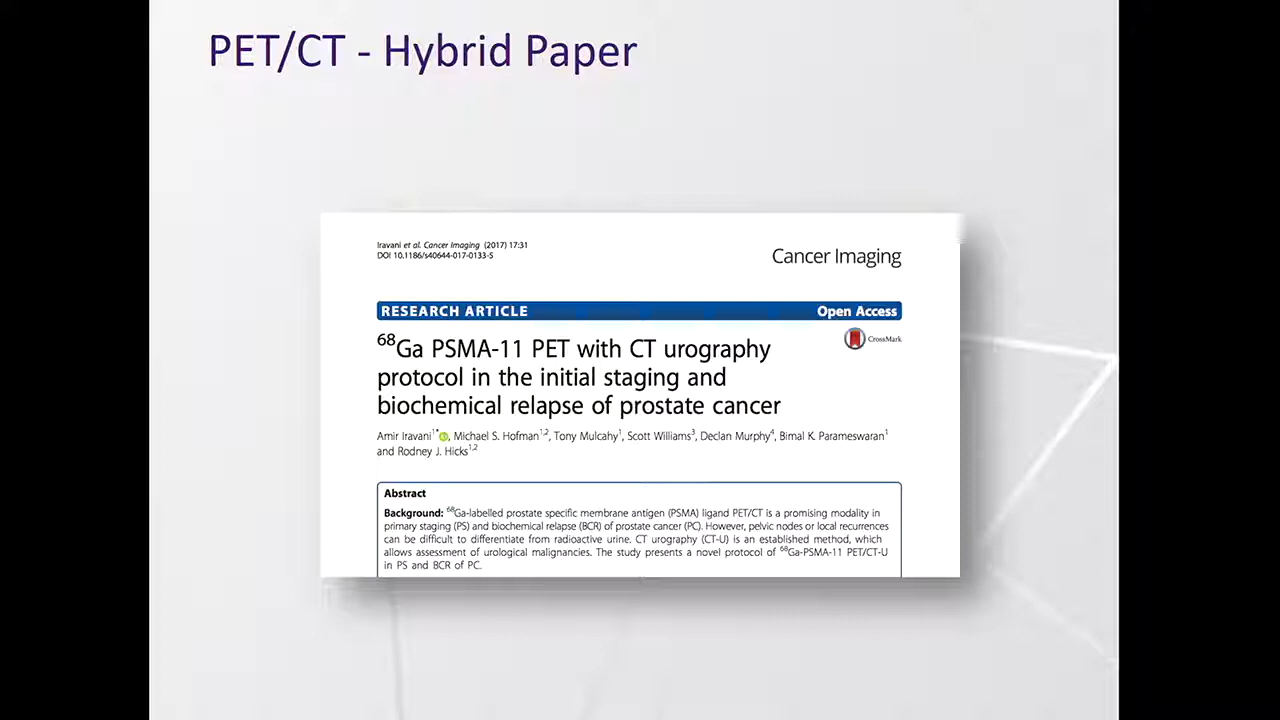 PET/CT - Hybrid Paper
Iravani et al. Cancer Imaging (2017) 17:31
DOI 10.1186/s40644-017-0133-5
Cancer Imaging
RESEARCH ARTICLE Open Access
CrossMark
⁶⁸Ga PSMA-11 PET with CT urography
protocol in the initial staging and
biochemical relapse of prostate cancer
Amir Iravani¹*, Michael S. Hofman¹,², Tony Mulcahy¹, Scott Williams³, Declan Murphy⁴, Bimal K. Parameswaran¹
and Rodney J. Hicks¹,²
Abstract
Background: ⁶⁸Ga-labelled prostate specific membrane antigen (PSMA) ligand PET/CT is a promising modality in
primary staging (PS) and biochemical relapse (BCR) of prostate cancer (PC). However, pelvic nodes or local recurrences
can be difficult to differentiate from radioactive urine. CT urography (CT-U) is an established method, which
allows assessment of urological malignancies. The study presents a novel protocol of ⁶⁸Ga-PSMA-11 PET/CT-U
in PS and BCR of PC.